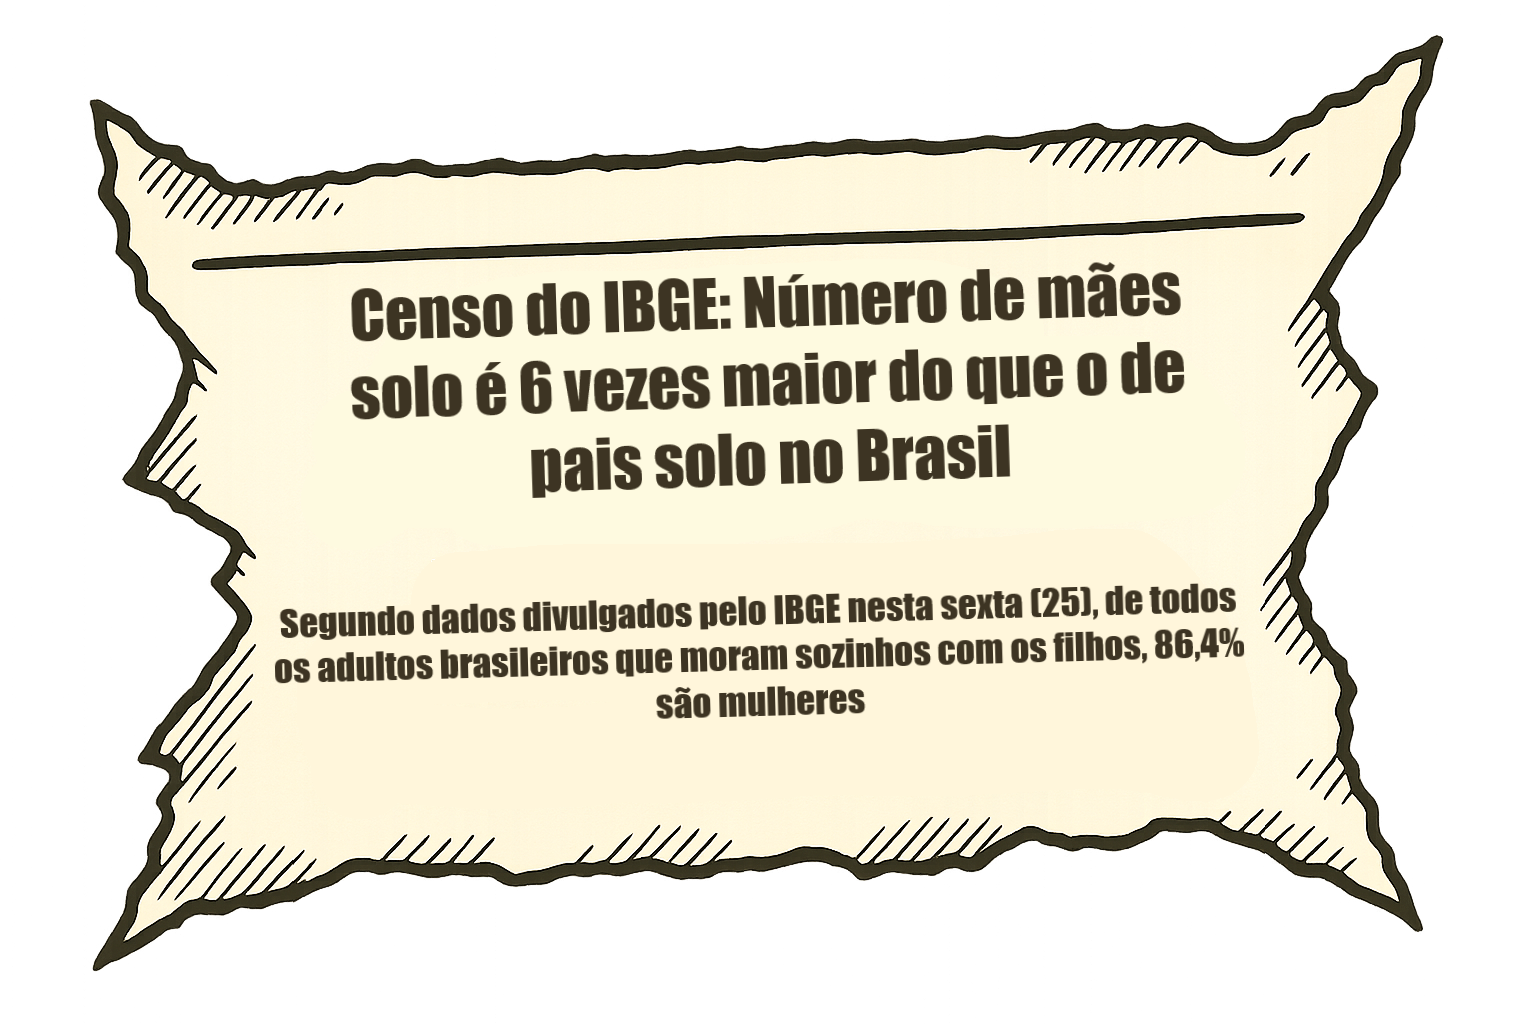 Censo do IBGE: Número de mães
solo é 6 vezes maior do que o de
pais solo no Brasil
Segundo dados divulgados pelo IBGE nesta sexta (25), de todos
os adultos brasileiros que moram sozinhos com os filhos, 86,4%
são mulheres